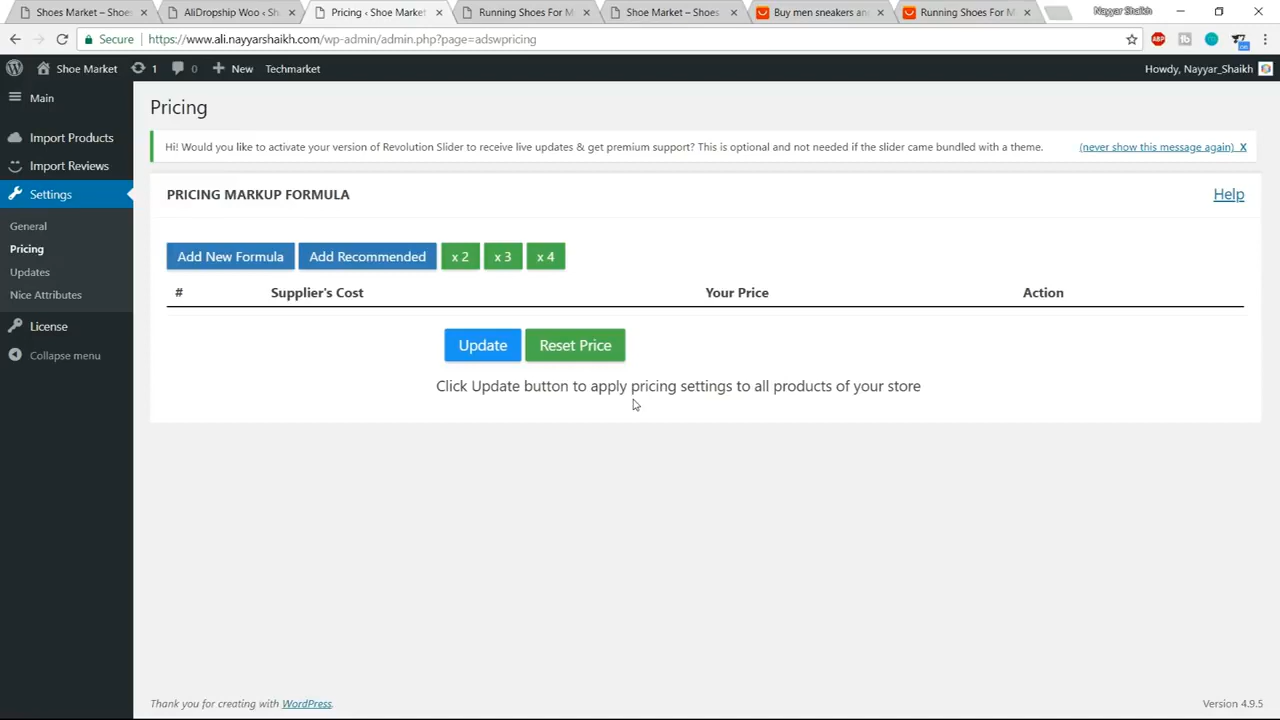 Shoes Market – Shoes
AliDropship Woo ‹ Sh
Pricing ‹ Shoe Market
Running Shoes For M
Shoe Market – Shoes
Buy men sneakers an
Running Shoes For M
Nayyar Shaikh
Secure https://www.ali.nayyarshaikh.com/wp-admin/admin.php?page=adswpricing
ABP
fb
on
Shoe Market 1 0 New Techmarket Howdy, Nayyar_Shaikh
Main
Import Products
Import Reviews
Settings
General
Pricing
Updates
Nice Attributes
License
Collapse menu
Pricing
Hi! Would you like to activate your version of Revolution Slider to receive live updates & get premium support? This is optional and not needed if the slider came bundled with a theme. (never show this message again) X
PRICING MARKUP FORMULA Help
Add New Formula Add Recommended x 2 x 3 x 4
# Supplier's Cost Your Price Action
Update Reset Price
Click Update button to apply pricing settings to all products of your store
Thank you for creating with WordPress. Version 4.9.5